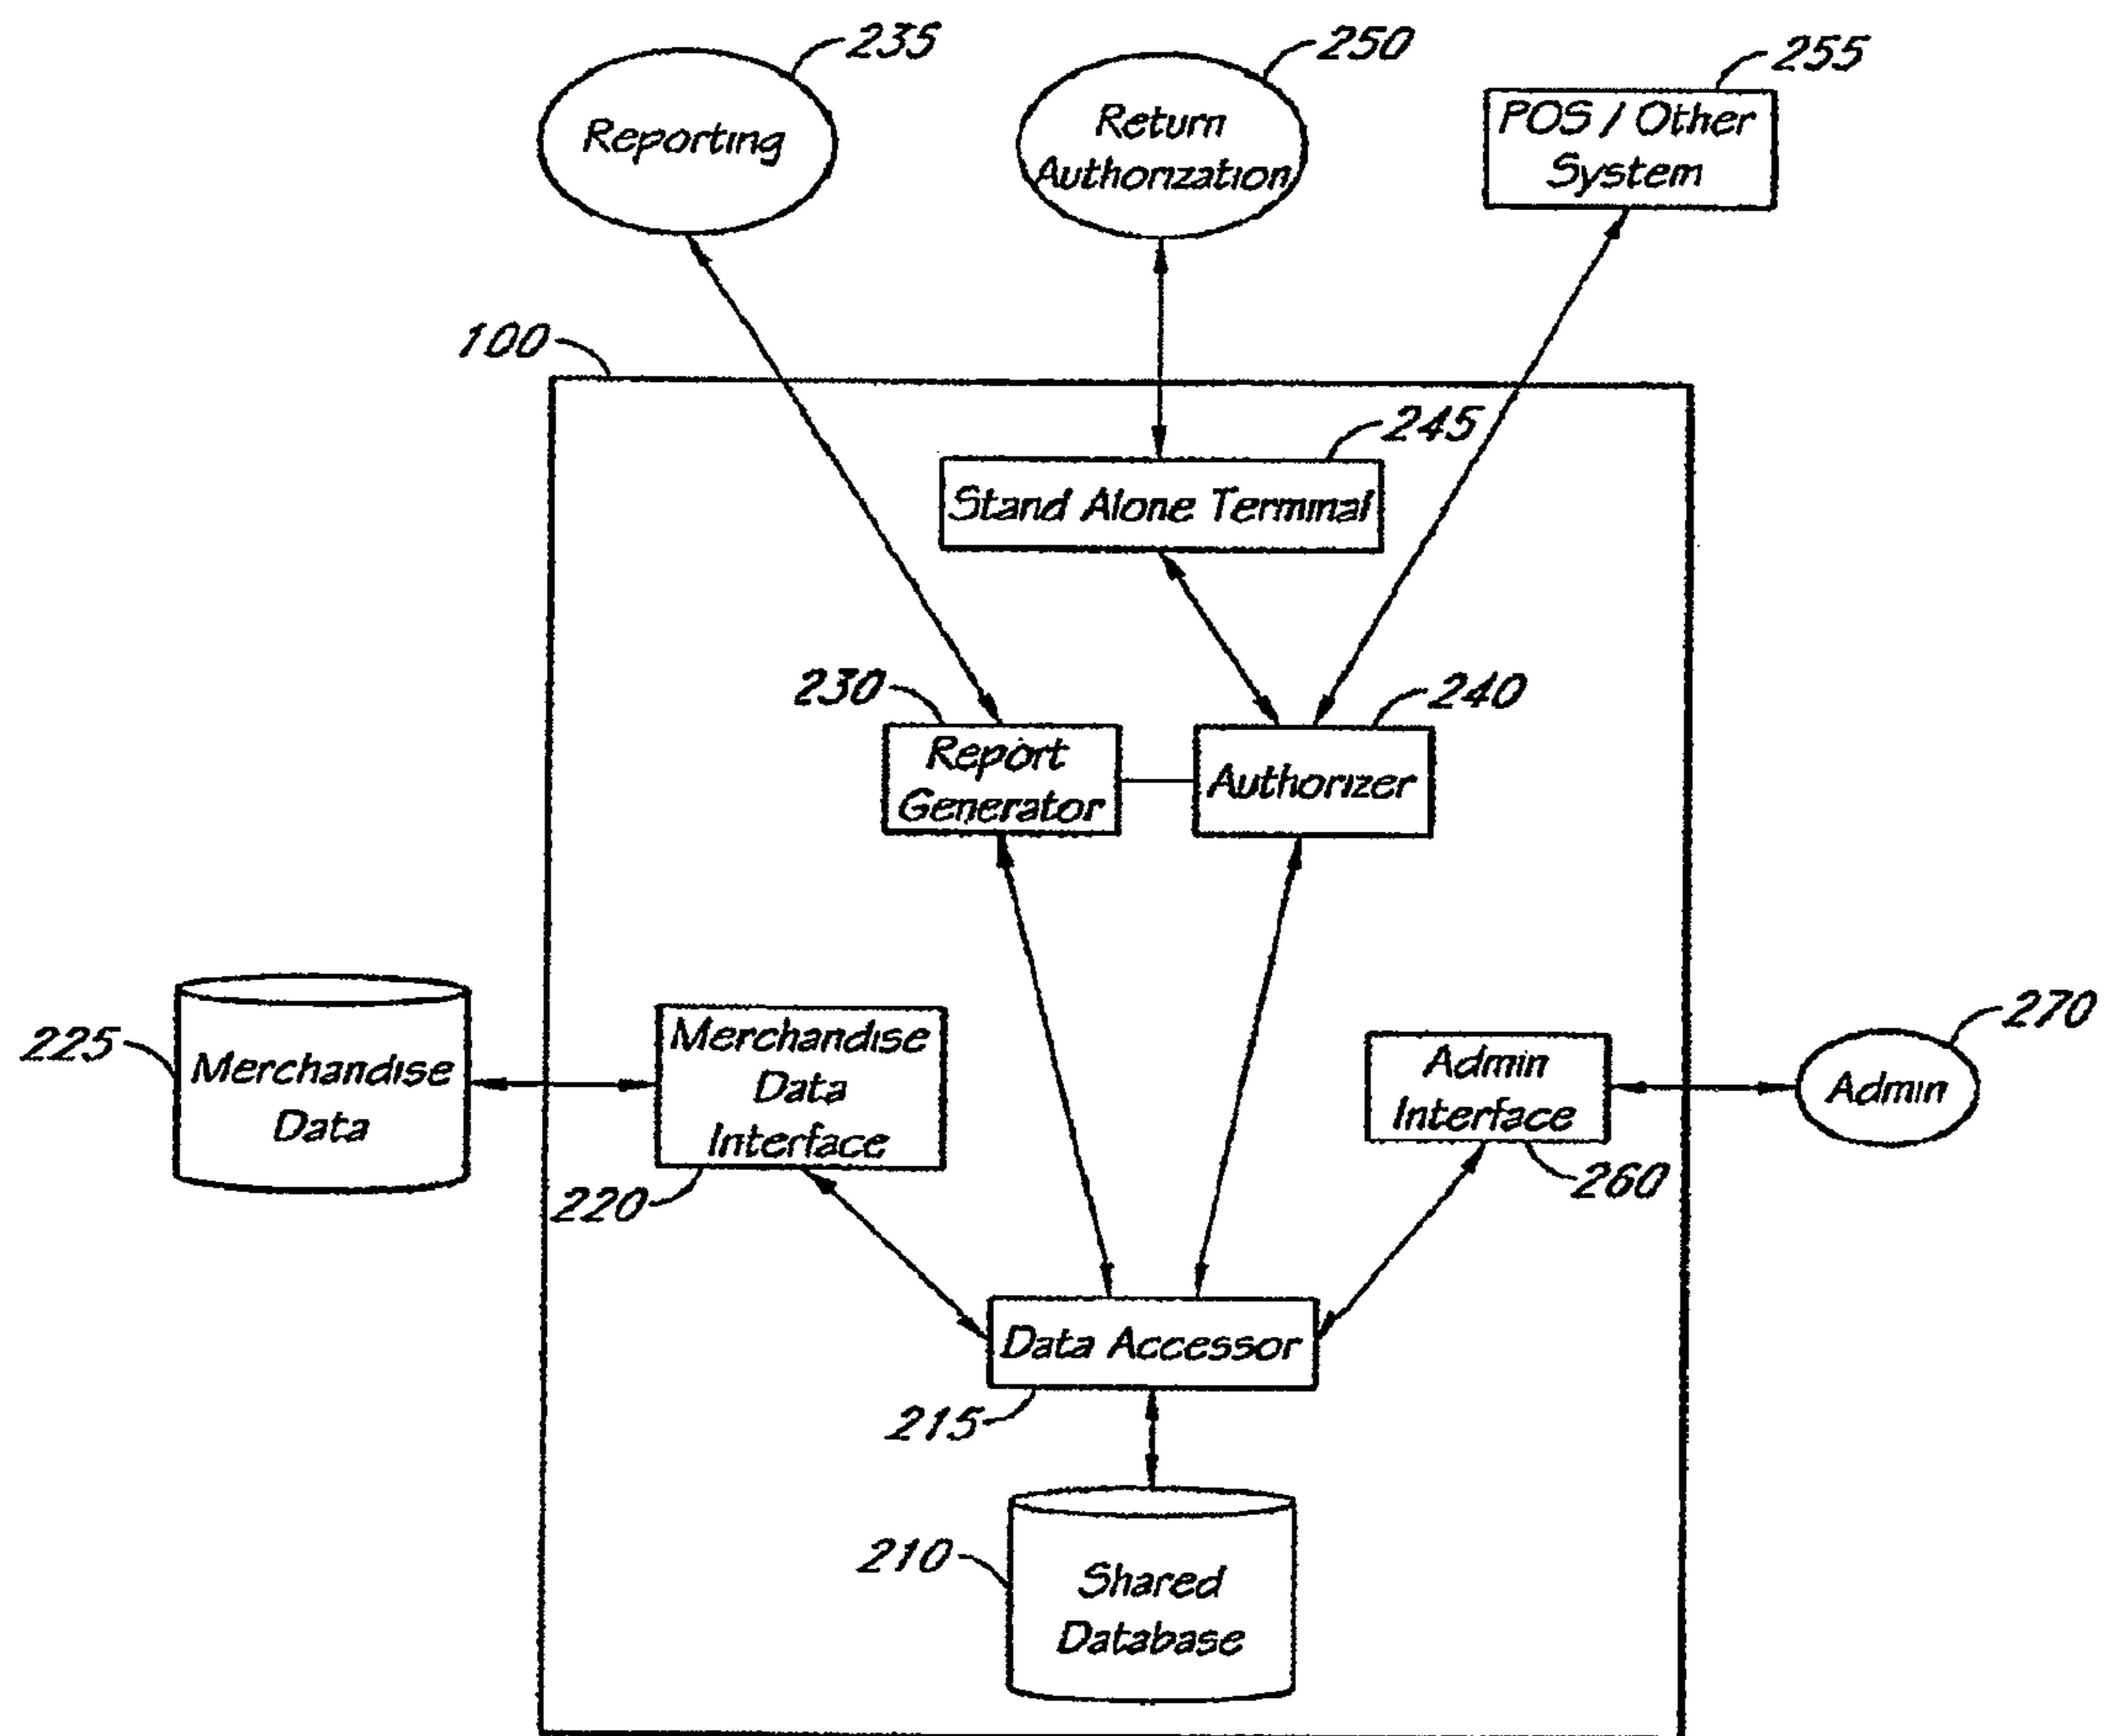 235
250
255
Reporting
Return
Authorization
POS / Other
System
100
245
Stand Alone Terminal
230
240
Report
Generator
Authorizer
225
Merchandise
Data
Merchandise
Data
Interface
220
Admin
Interface
260
270
Admin
Data Accessor
215
210
Shared
Database